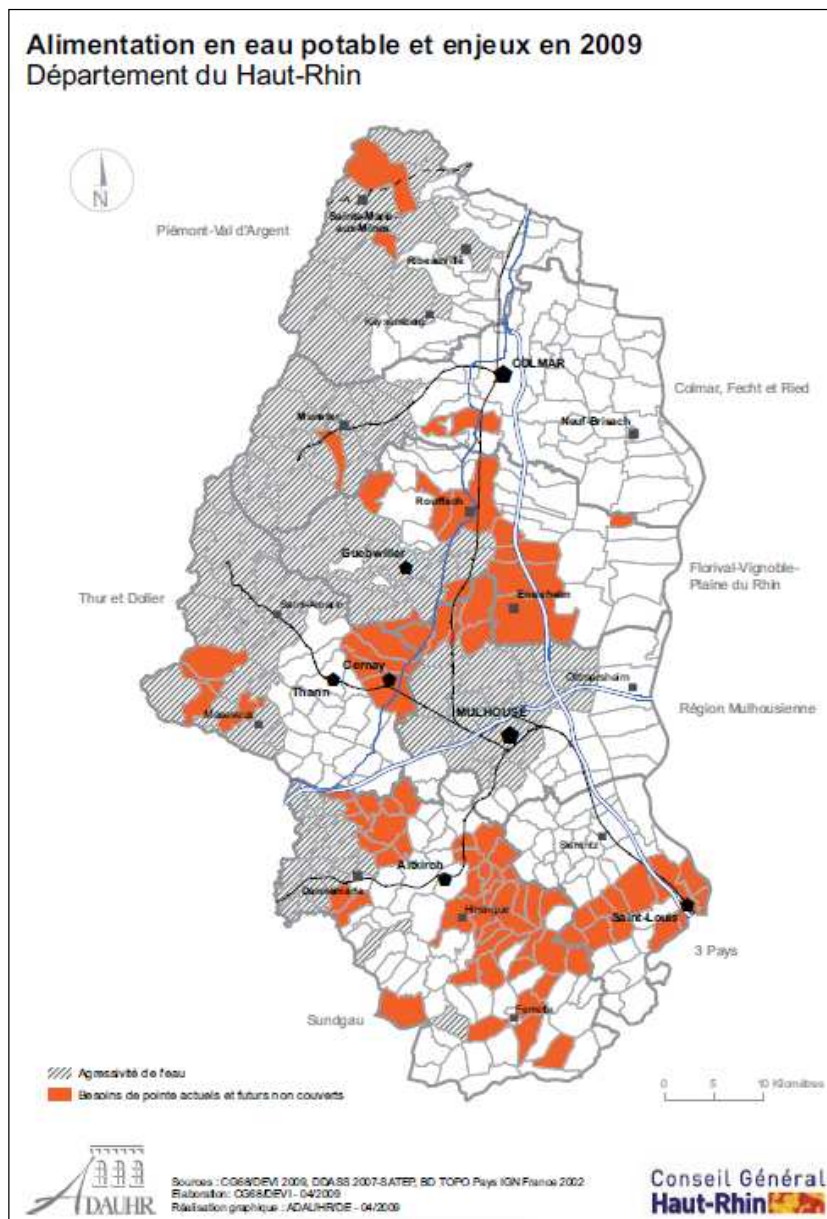 Alimentation en eau potable et enjeux en 2009
Département du Haut-Rhin
N
Piémont-Val d'Argent
Sainte-Marie-
aux-Mines
Ribeauvillé
Kaysersberg
COLMAR
Colmar, Fecht et Ried
Munster
Neuf-Brisach
Rouffach
Guebwiller
Florival-Vignoble-
Plaine du Rhin
Ensisheim
Thur et Doller
Saint-Amarin
Cernay
Thann
Ottmarsheim
Région Mulhousienne
Masevaux
MULHOUSE
Sierentz
Altkirch
Dannemarie
Hirsingue
Saint-Louis
3 Pays
Sundgau
Ferrette
Agressivité de l'eau
Besoins de pointe actuels et futurs non couverts
0 5 10 Kilomètres
ADAUHR
Sources : CG68/DEVI 2009, DDASS 2007-SATEP, BD TOPO Pays IGN France 2002
Elaboration: CG68/DEVI - 04/2009
Réalisation graphique : ADAUHR/DE - 04/2009
Conseil Général
Haut-Rhin